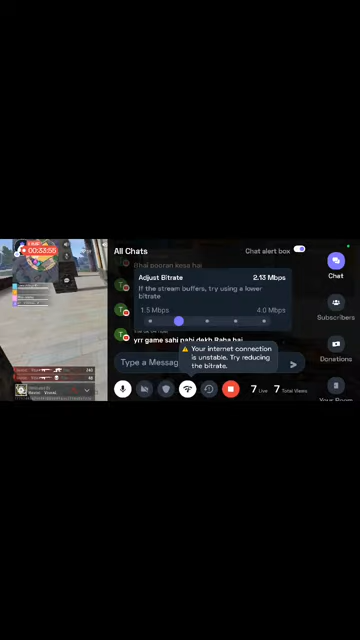 00:33:55
All Chats
Chat alert box
Bhai pooran kesa hai
Adjust Bitrate
2.13 Mbps
If the stream buffers, try using a lower
bitrate
1.5 Mbps
4.0 Mbps
yrr game sahi nahi dekh Raha hai
Your internet connection
is unstable. Try reducing
the bitrate.
Type a Messag
7 Live
7 Total Views
Chat
Subscribers
Donations
Your Room